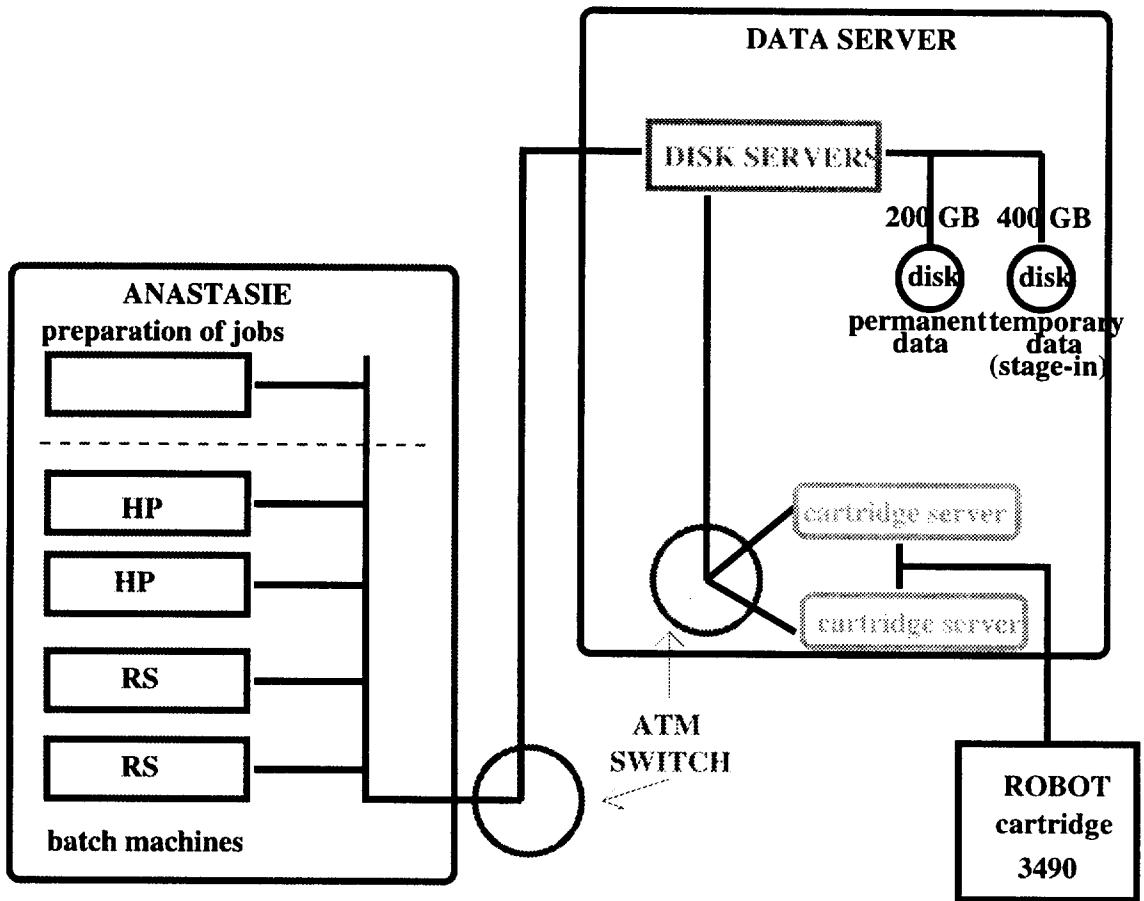 DATA SERVER
DISK SERVERS
200 GB 400 GB
disk disk
permanent temporary
data data
(stage-in)
ANASTASIE
preparation of jobs
HP
HP
RS
RS
batch machines
cartridge server
cartridge server
ATM
SWITCH
ROBOT
cartridge
3490